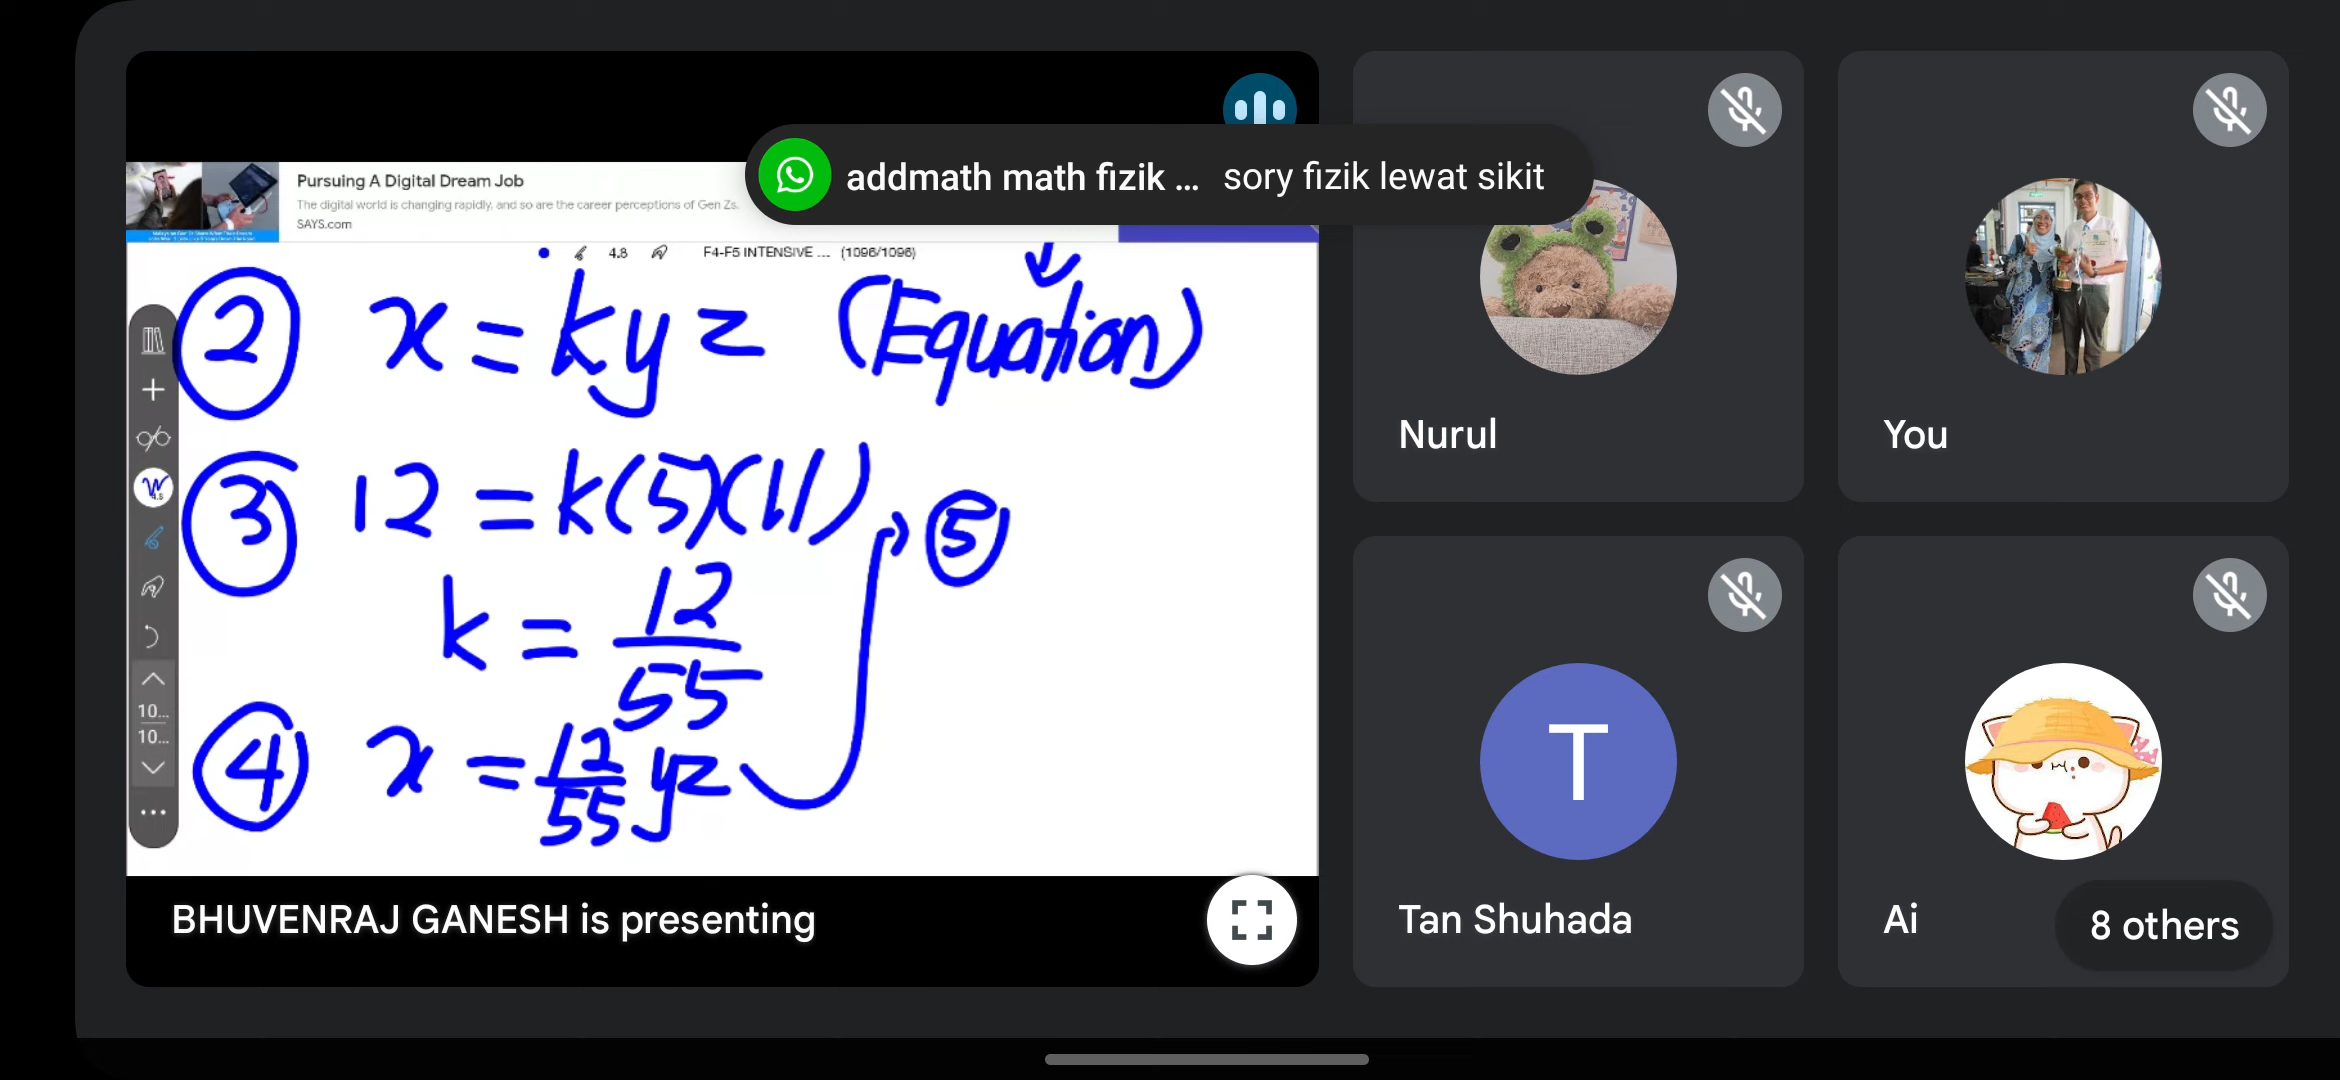 addmath math fizik ... sory fizik lewat sikit
Pursuing A Digital Dream Job
The digital world is changing rapidly, and so are the career perceptions of Gen Zs.
SAYS.com
4.8 F4-F5 INTENSIVE ... (1096/1096)
② x = kyz (Equation)
③ 12 = k(5)(11)
⑤
k = 12/55
④ x = 12/55 yz
10...
10...
BHUVENRAJ GANESH is presenting
Nurul
You
T
Tan Shuhada
Ai
8 others